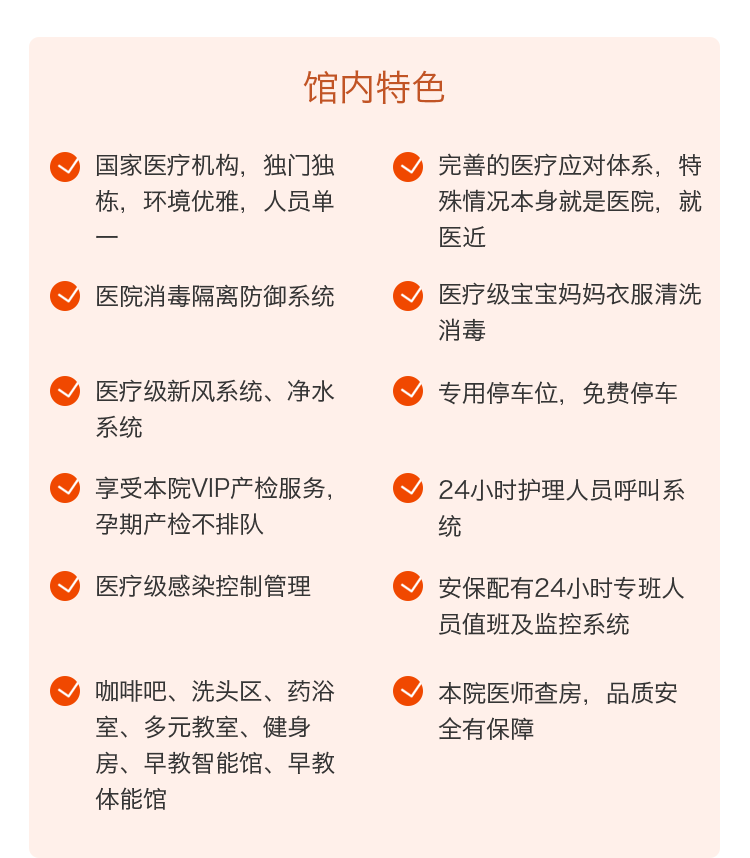 馆内特色
国家医疗机构，独门独
栋，环境优雅，人员单
一
完善的医疗应对体系，特
殊情况本身就是医院，就
医近
医院消毒隔离防御系统
医疗级宝宝妈妈衣服清洗
消毒
医疗级新风系统、净水
系统
专用停车位，免费停车
享受本院VIP产检服务，
孕期产检不排队
24小时护理人员呼叫系
统
医疗级感染控制管理
安保配有24小时专班人
员值班及监控系统
咖啡吧、洗头区、药浴
室、多元教室、健身
房、早教智能馆、早教
体能馆
本院医师查房，品质安
全有保障